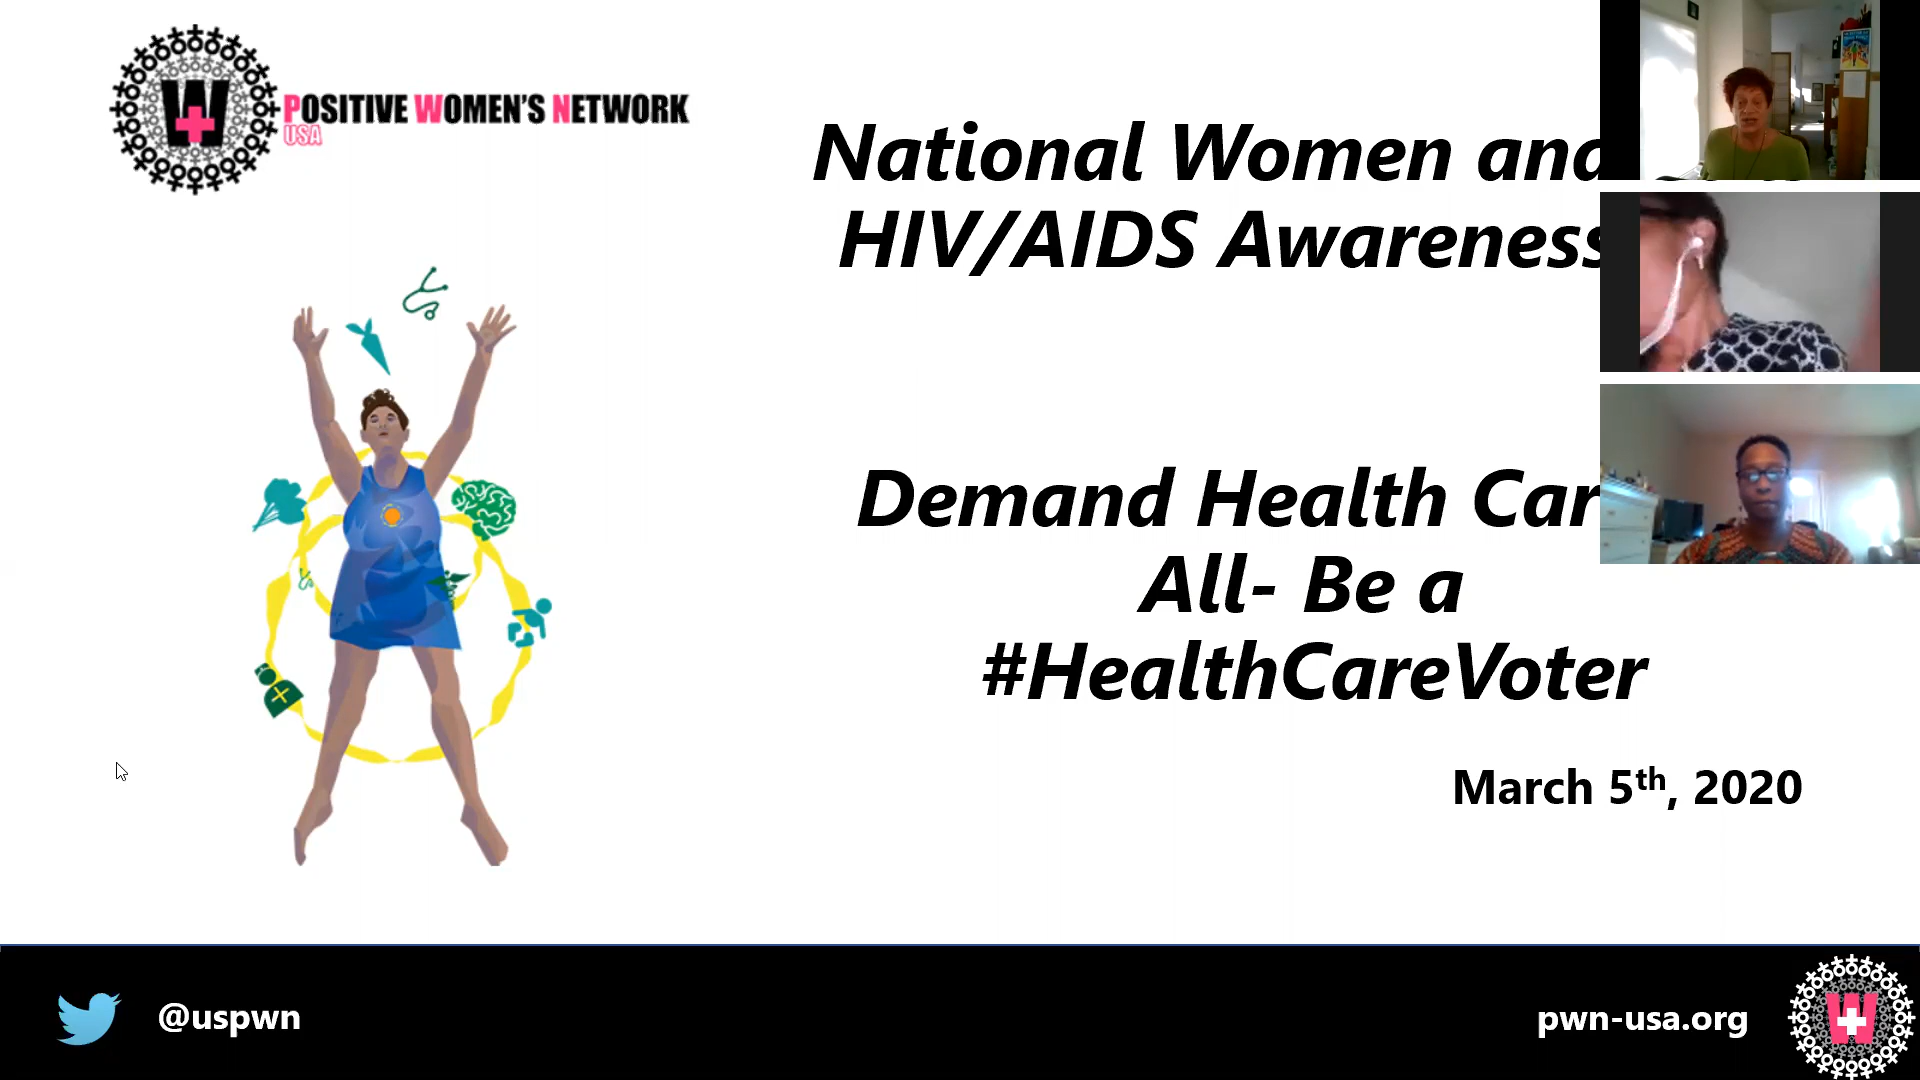 POSITIVE WOMEN'S NETWORK
USA
National Women and
HIV/AIDS Awareness
Demand Health Car
All- Be a
#HealthCareVoter
March 5th, 2020
@uspwn
pwn-usa.org